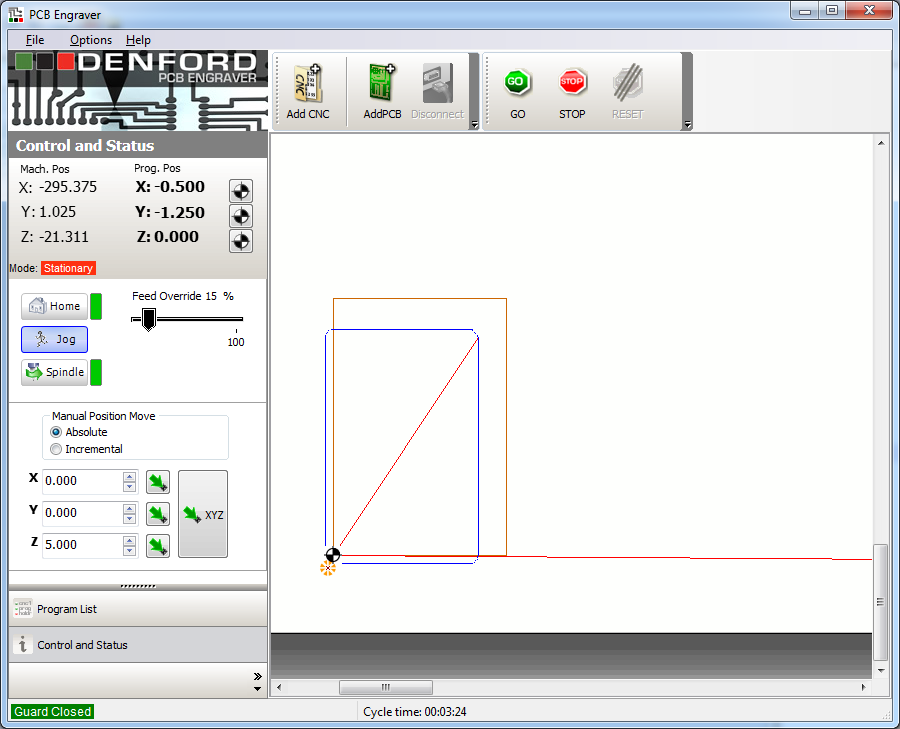 PCB Engraver
File Options Help
DENFORD
PCB ENGRAVER
CNC
GO
STOP
Add CNC
AddPCB
Disconnect
GO
STOP
RESET
Control and Status
Mach. Pos
Prog. Pos
X: -295.375
X: -0.500
Y: 1.025
Y: -1.250
Z: -21.311
Z: 0.000
Mode: Stationary
Home
Feed Override 15 %
Jog
100
Spindle
Manual Position Move
Absolute
Incremental
X 0.000
Y 0.000
XYZ
Z 5.000
Program List
Control and Status
Guard Closed
Cycle time: 00:03:24